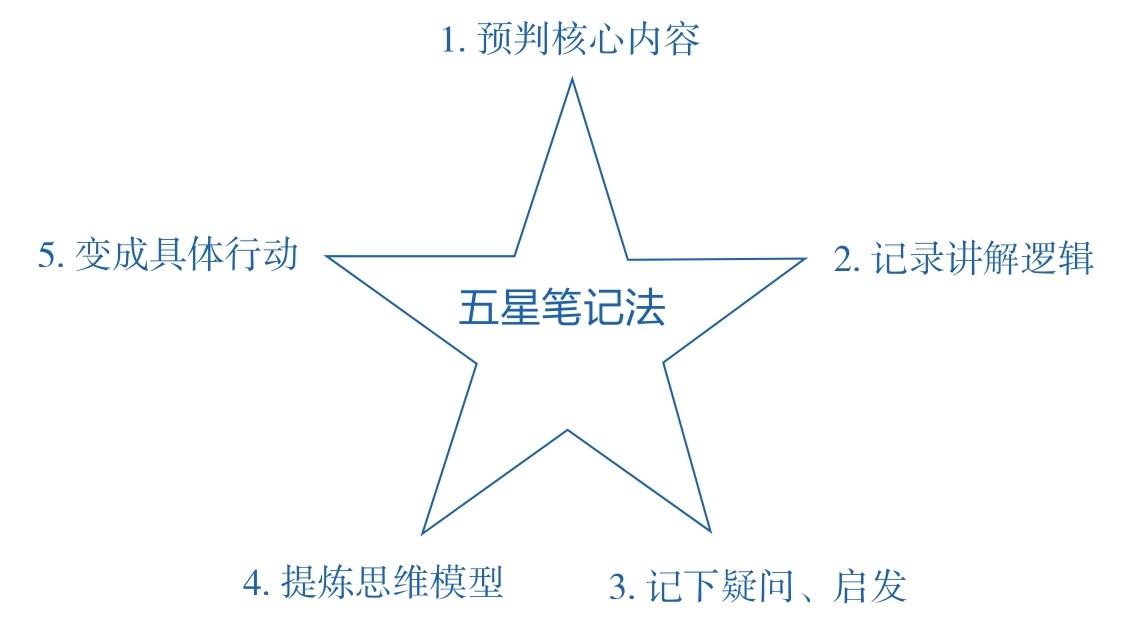 1. 预判核心内容
5. 变成具体行动
2. 记录讲解逻辑
五星笔记法
4. 提炼思维模型
3. 记下疑问、启发